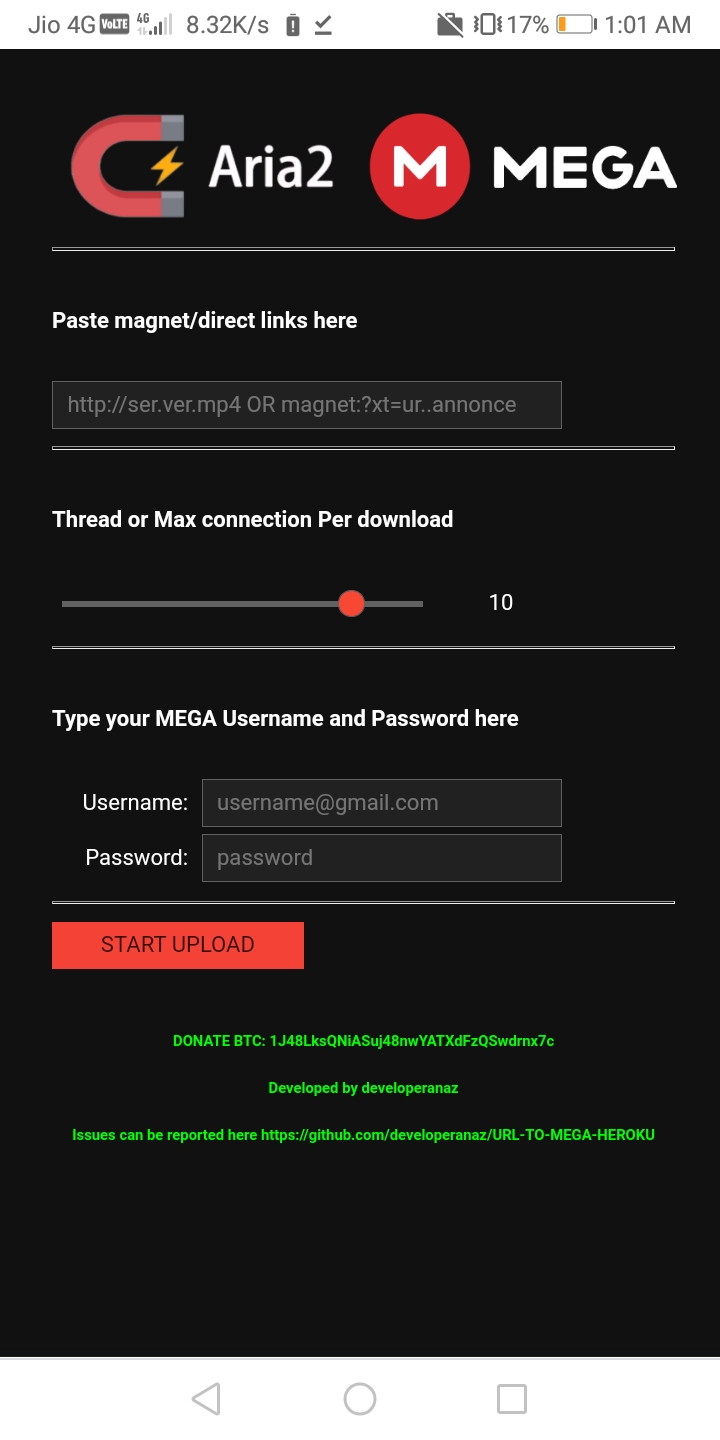 Jio 4G VoLTE 4G 8.32K/s 17% 1:01 AM
Aria2 M MEGA
Paste magnet/direct links here
http://ser.ver.mp4 OR magnet:?xt=ur..annonce
Thread or Max connection Per download
10
Type your MEGA Username and Password here
Username: username@gmail.com
Password: password
START UPLOAD
DONATE BTC: 1J48LksQNiASuj48nwYATXdFzQSwdrnx7c
Developed by developeranaz
Issues can be reported here https://github.com/developeranaz/URL-TO-MEGA-HEROKU